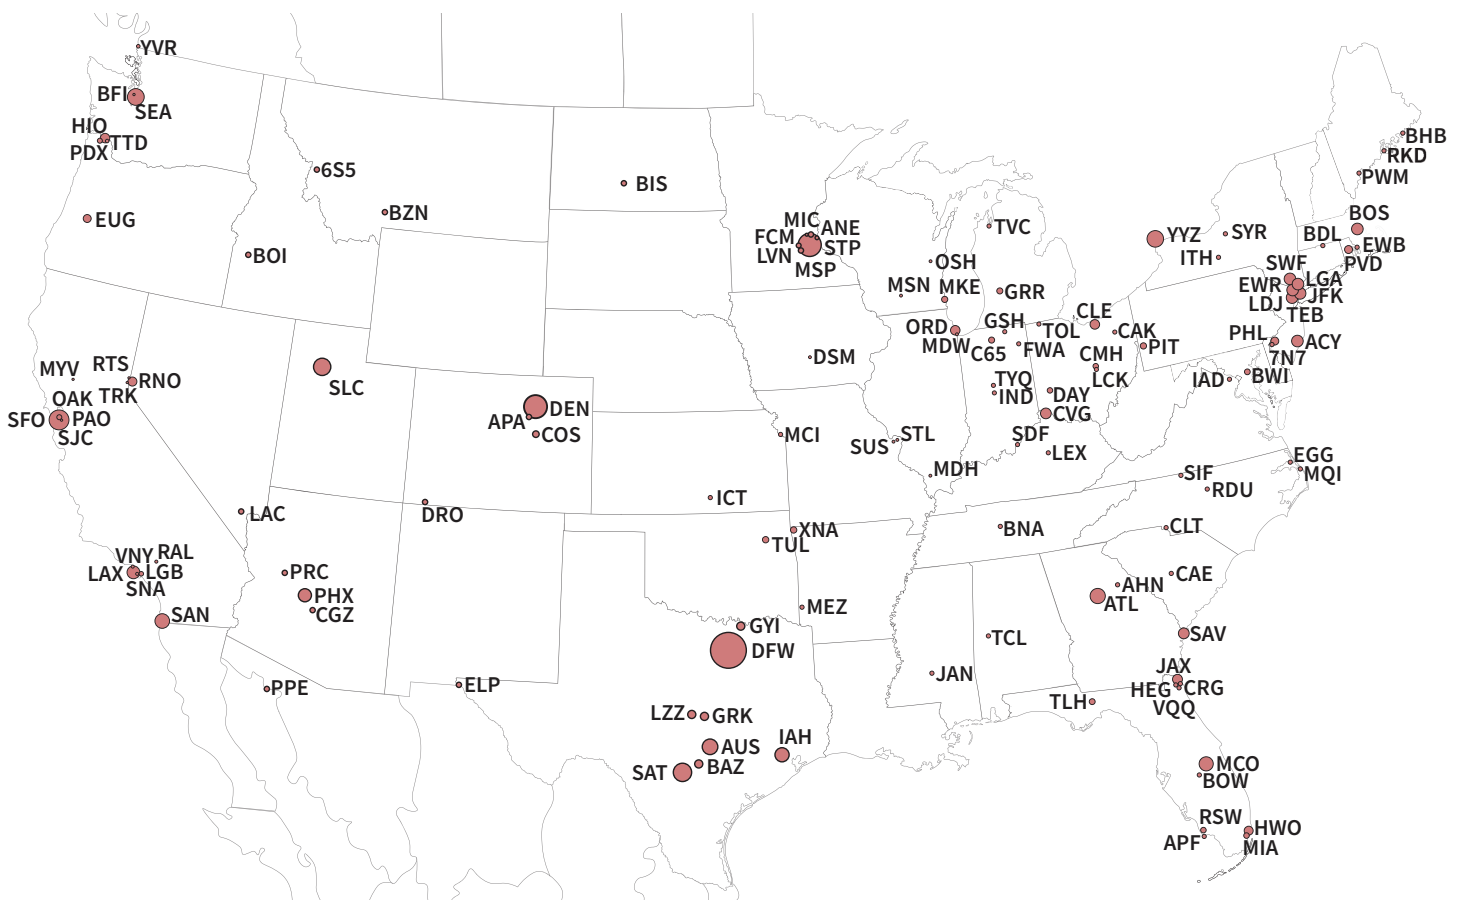 YVR
BFI
SEA
HIO
TTD
PDX
6S5
BIS
EUG
BZN
BOI
MIC
ANE
FCM
STP
LVN
MSP
TVC
YYZ
SYR
ITH
BHB
RKD
PWM
BOS
BDL
EWB
PVD
OSH
MSN
MKE
GRR
SWF
LGA
EWR
JFK
LDJ
TEB
ORD
GSH
TOL
CLE
CAK
MDW
C65
FWA
CMH
PIT
PHL
ACY
7N7
DSM
TYQ
LCK
IAD
BWI
IND
DAY
CVG
MYV
RTS
RNO
OAK
TRK
SFO
PAO
SJC
SLC
DEN
APA
COS
MCI
SUS
STL
SDF
LEX
MDH
EGG
MQI
SIF
RDU
LAC
DRO
ICT
XNA
TUL
BNA
CLT
VNY
RAL
LAX
LGB
SNA
PRC
PHX
CGZ
SAN
MEZ
AHN
CAE
ATL
GYI
DFW
TCL
SAV
PPE
ELP
JAN
JAX
HEG
CRG
TLH
VQQ
LZZ
GRK
AUS
IAH
SAT
BAZ
MCO
BOW
RSW
HWO
APF
MIA